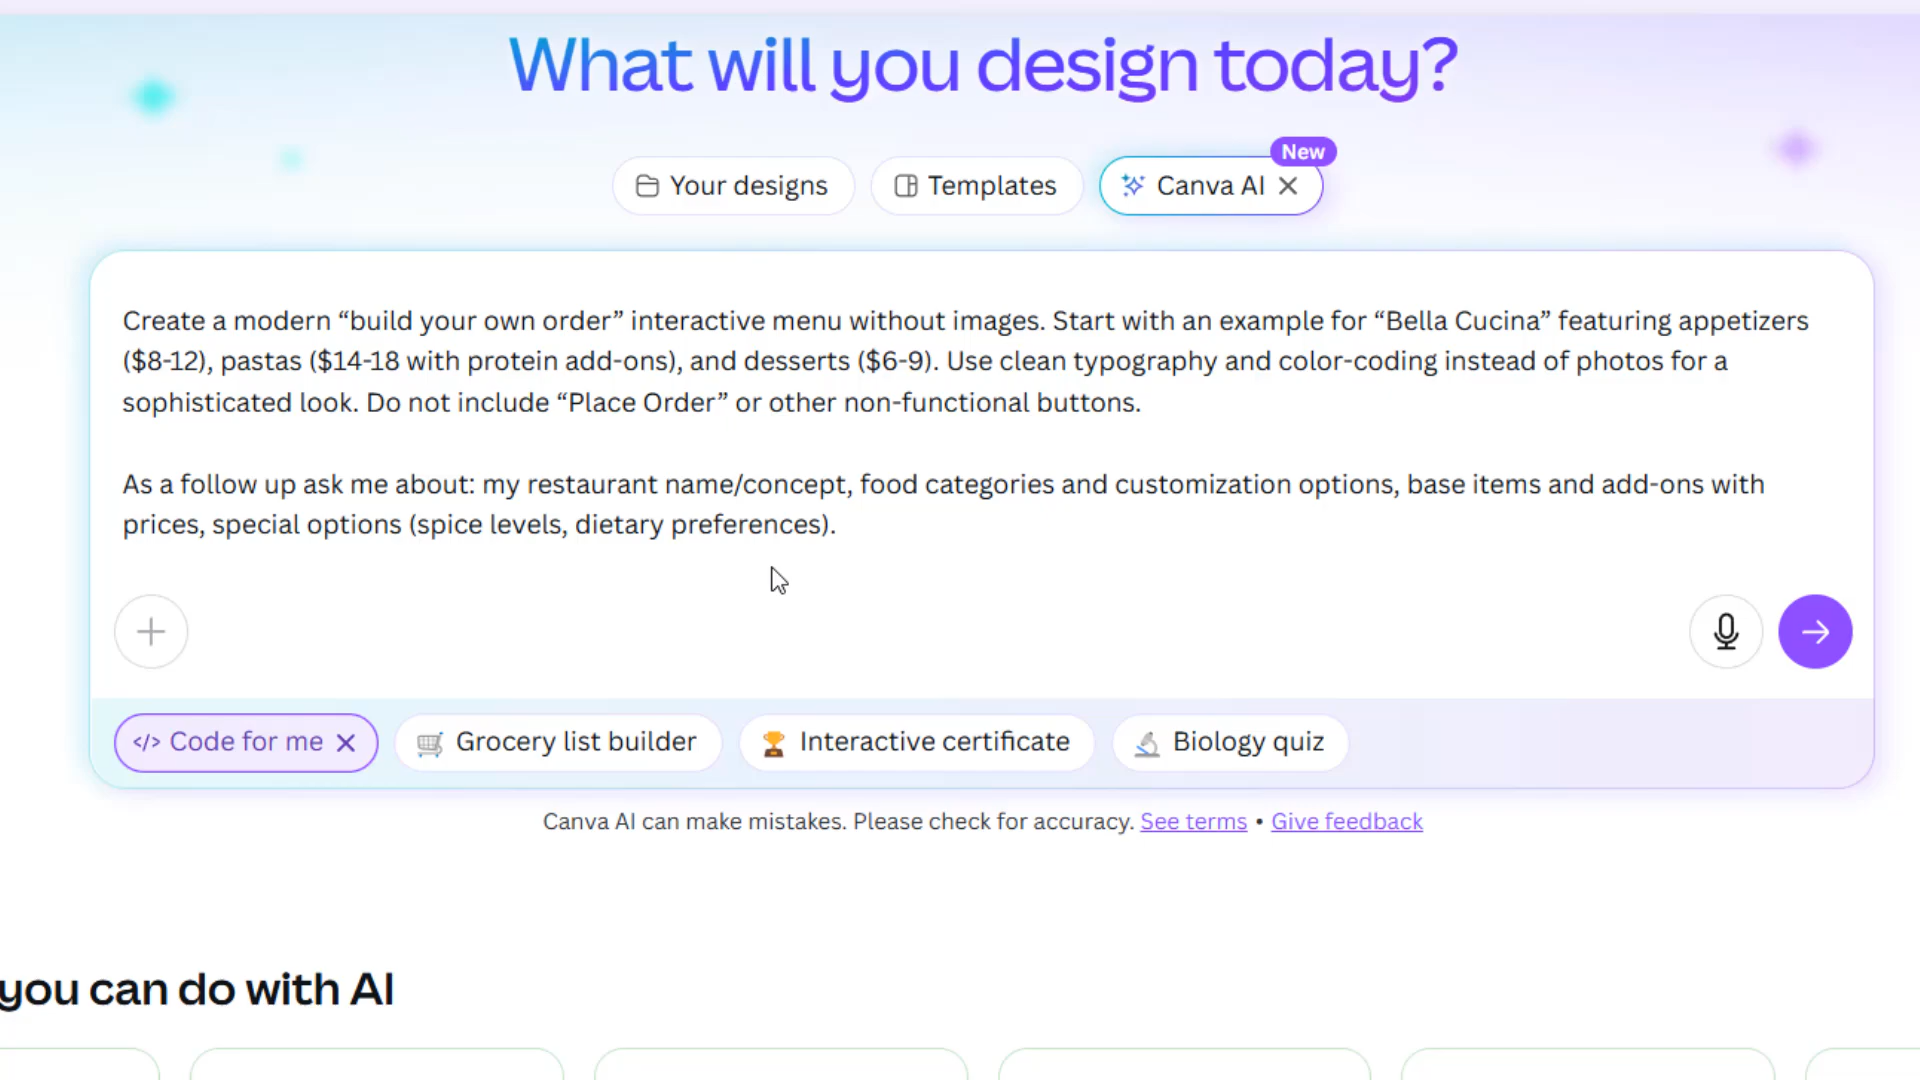 What will you design today?
Your designs
Templates
Canva AI
New
Create a modern “build your own order” interactive menu without images. Start with an example for “Bella Cucina” featuring appetizers
($8-12), pastas ($14-18 with protein add-ons), and desserts ($6-9). Use clean typography and color-coding instead of photos for a
sophisticated look. Do not include “Place Order” or other non-functional buttons.
As a follow up ask me about: my restaurant name/concept, food categories and customization options, base items and add-ons with
prices, special options (spice levels, dietary preferences).
</> Code for me
Grocery list builder
Interactive certificate
Biology quiz
Canva AI can make mistakes. Please check for accuracy. See terms • Give feedback
you can do with AI